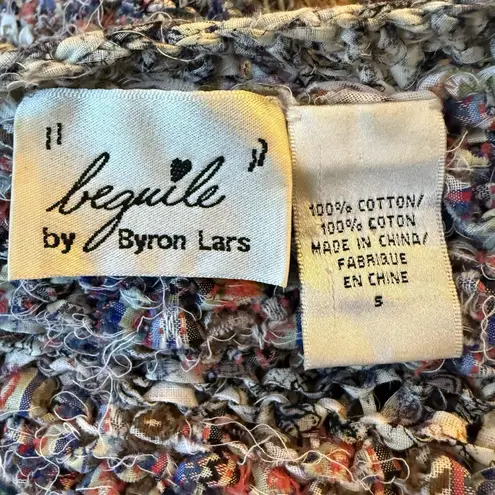 "beguile"
by Byron Lars
100% COTTON/
100% COTON
MADE IN CHINA/
FABRIQUE
EN CHINE
S